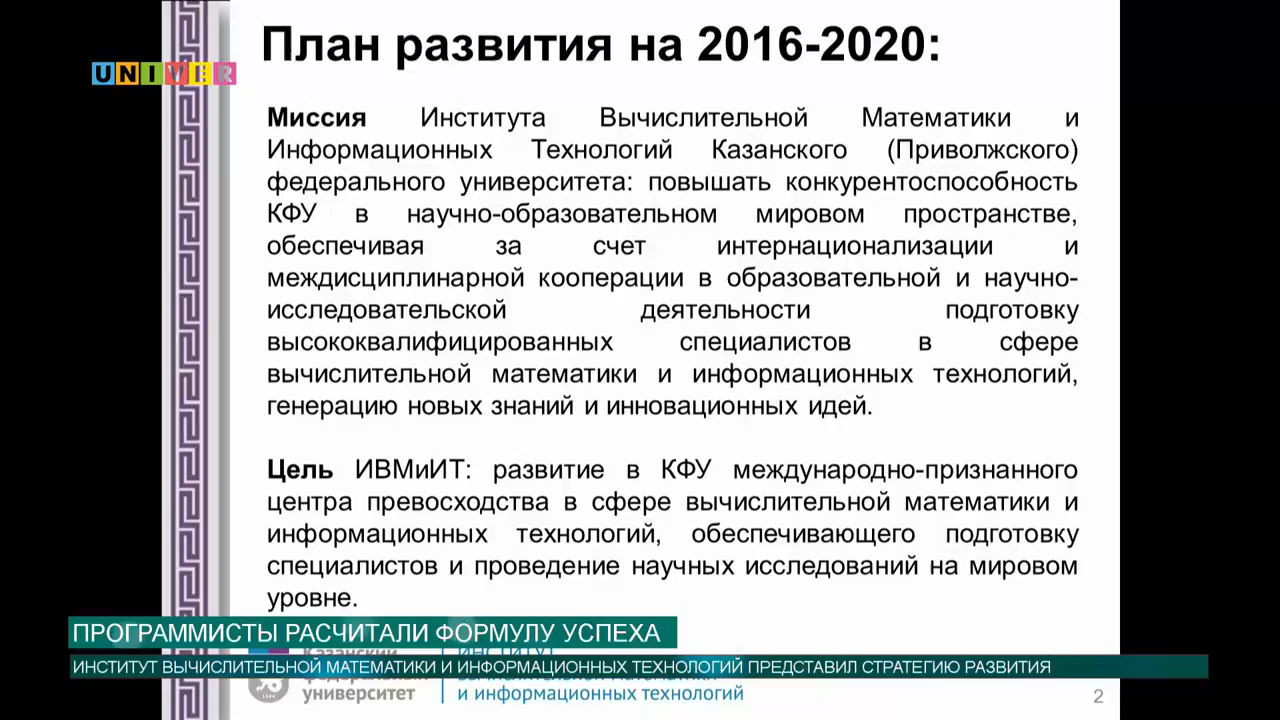 План развития на 2016-2020:
UNIVER
Миссия Института Вычислительной Математики и
Информационных Технологий Казанского (Приволжского)
федерального университета: повышать конкурентоспособность
КФУ в научно-образовательном мировом пространстве,
обеспечивая за счет интернационализации и
междисциплинарной кооперации в образовательной и научно-
исследовательской деятельности подготовку
высококвалифицированных специалистов в сфере
вычислительной математики и информационных технологий,
генерацию новых знаний и инновационных идей.
Цель ИВМиИТ: развитие в КФУ международно-признанного
центра превосходства в сфере вычислительной математики и
информационных технологий, обеспечивающего подготовку
специалистов и проведение научных исследований на мировом
уровне.
ПРОГРАММИСТЫ РАСЧИТАЛИ ФОРМУЛУ УСПЕХА
ИНСТИТУТ ВЫЧИСЛИТЕЛЬНОЙ МАТЕМАТИКИ И ИНФОРМАЦИОННЫХ ТЕХНОЛОГИЙ ПРЕДСТАВИЛ СТРАТЕГИЮ РАЗВИТИЯ
университет
и информационных технологий
2